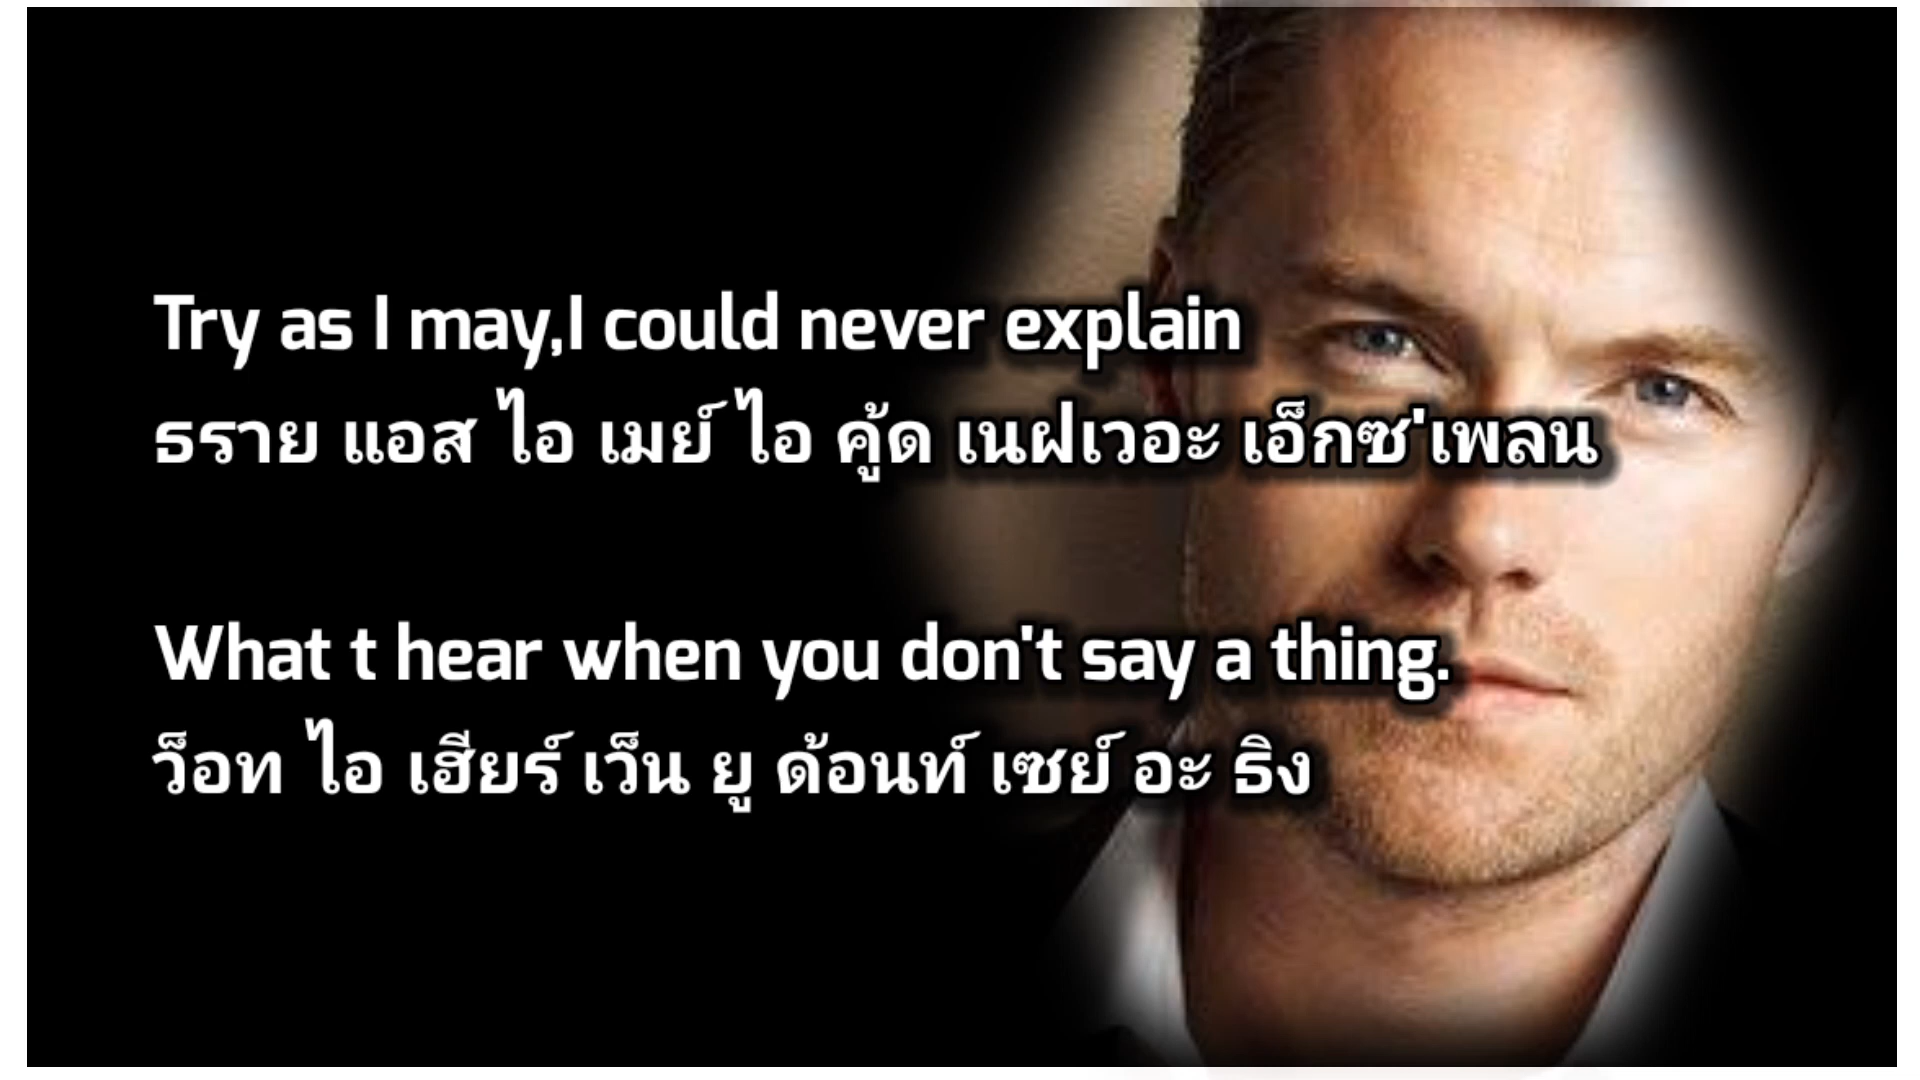 Try as I may,I could never explain
ธราย แอส ไอ เมย์ ไอ คู้ด เนฝเวอะ เอ็กซ'เพลน
What t hear when you don't say a thing.
ว็อท ไอ เฮียร์ เว็น ยู ด้อนท์ เซย์ อะ ธิง